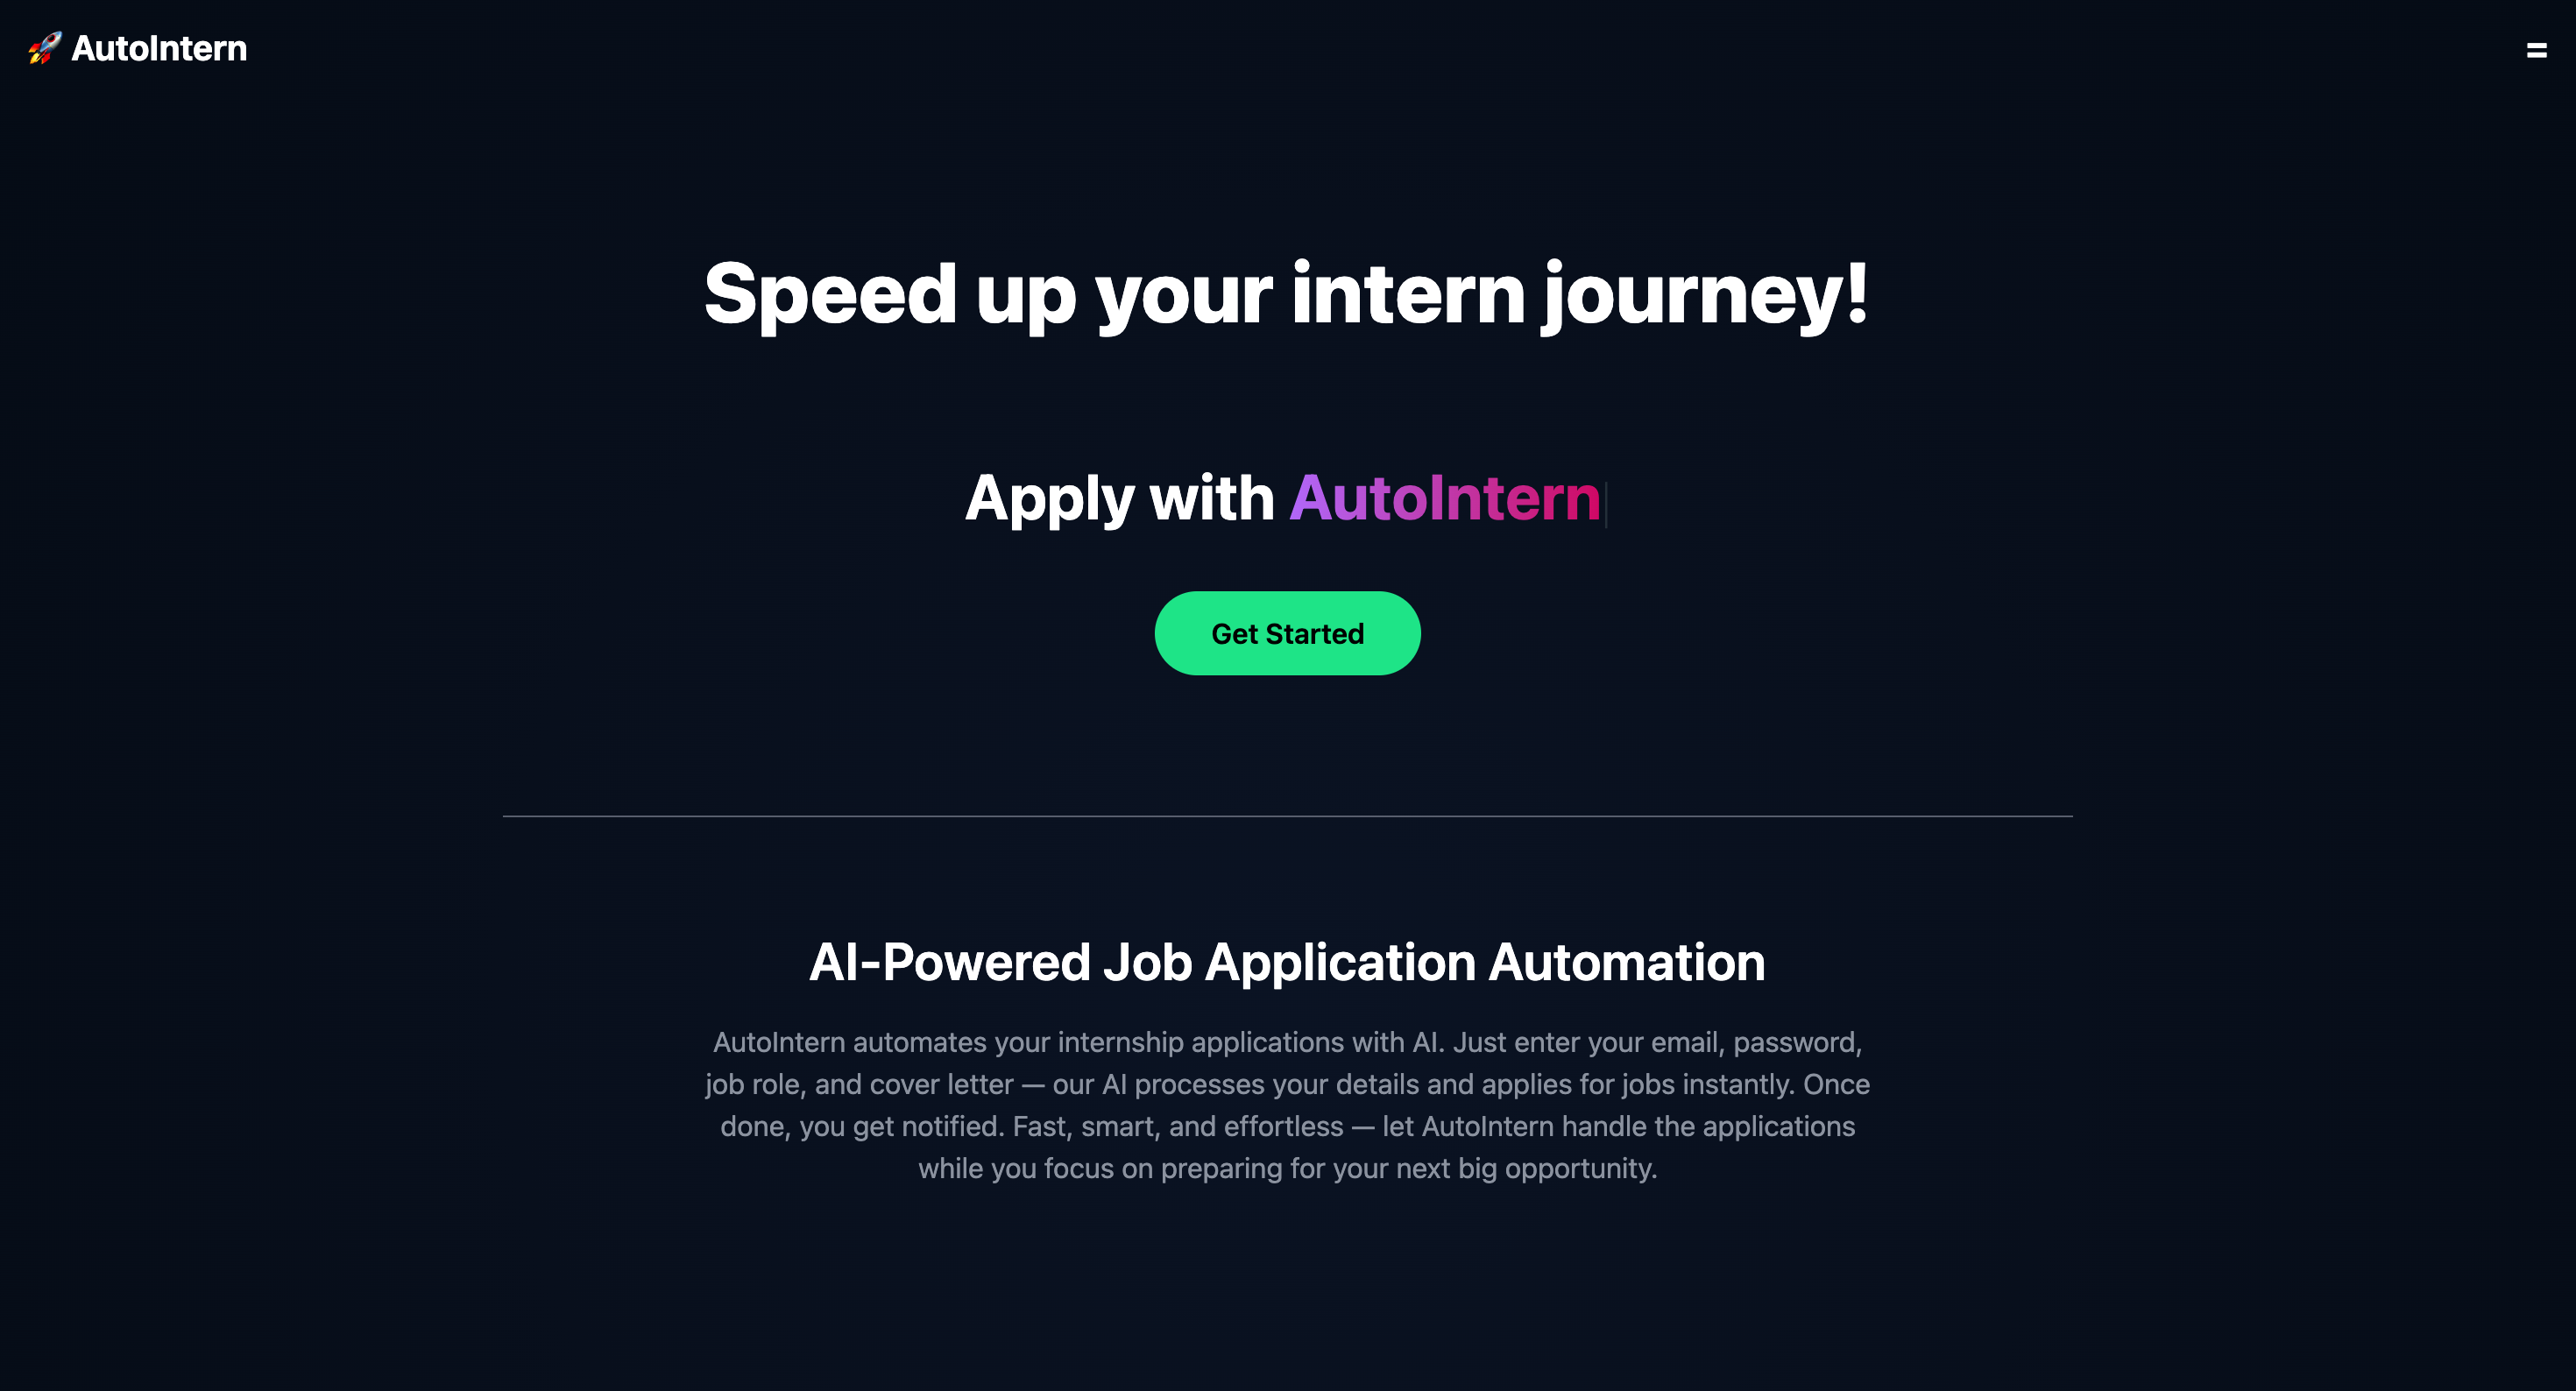 🚀 AutoIntern
Speed up your intern journey!
Apply with AutoIntern
Get Started
AI-Powered Job Application Automation
AutoIntern automates your internship applications with AI. Just enter your email, password,
job role, and cover letter — our AI processes your details and applies for jobs instantly. Once
done, you get notified. Fast, smart, and effortless — let AutoIntern handle the applications
while you focus on preparing for your next big opportunity.